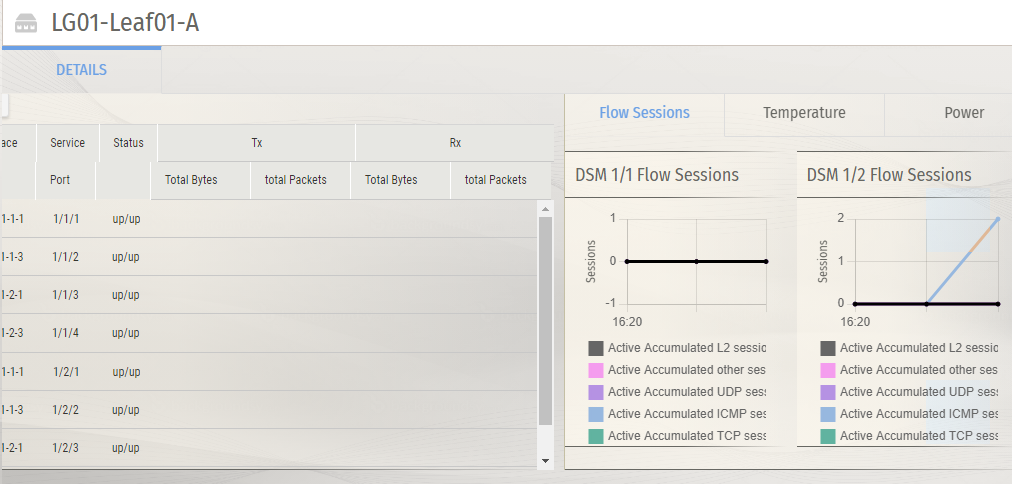 LG01-Leaf01-A
DETAILS
ace Service Status Tx Rx
Port Total Bytes total Packets Total Bytes total Packets
1-1-1 1/1/1 up/up
1-1-3 1/1/2 up/up
1-2-1 1/1/3 up/up
1-2-3 1/1/4 up/up
1-1-1 1/2/1 up/up
1-1-3 1/2/2 up/up
1-2-1 1/2/3 up/up
Flow Sessions Temperature Power
DSM 1/1 Flow Sessions
Sessions
1
0
-1
16:20
Active Accumulated L2 sessic
Active Accumulated other ses
Active Accumulated UDP ses
Active Accumulated ICMP ses
Active Accumulated TCP sess
DSM 1/2 Flow Sessions
Sessions
2
1
0
16:20
Active Accumulated L2 sessic
Active Accumulated other ses
Active Accumulated UDP ses
Active Accumulated ICMP ses
Active Accumulated TCP sess